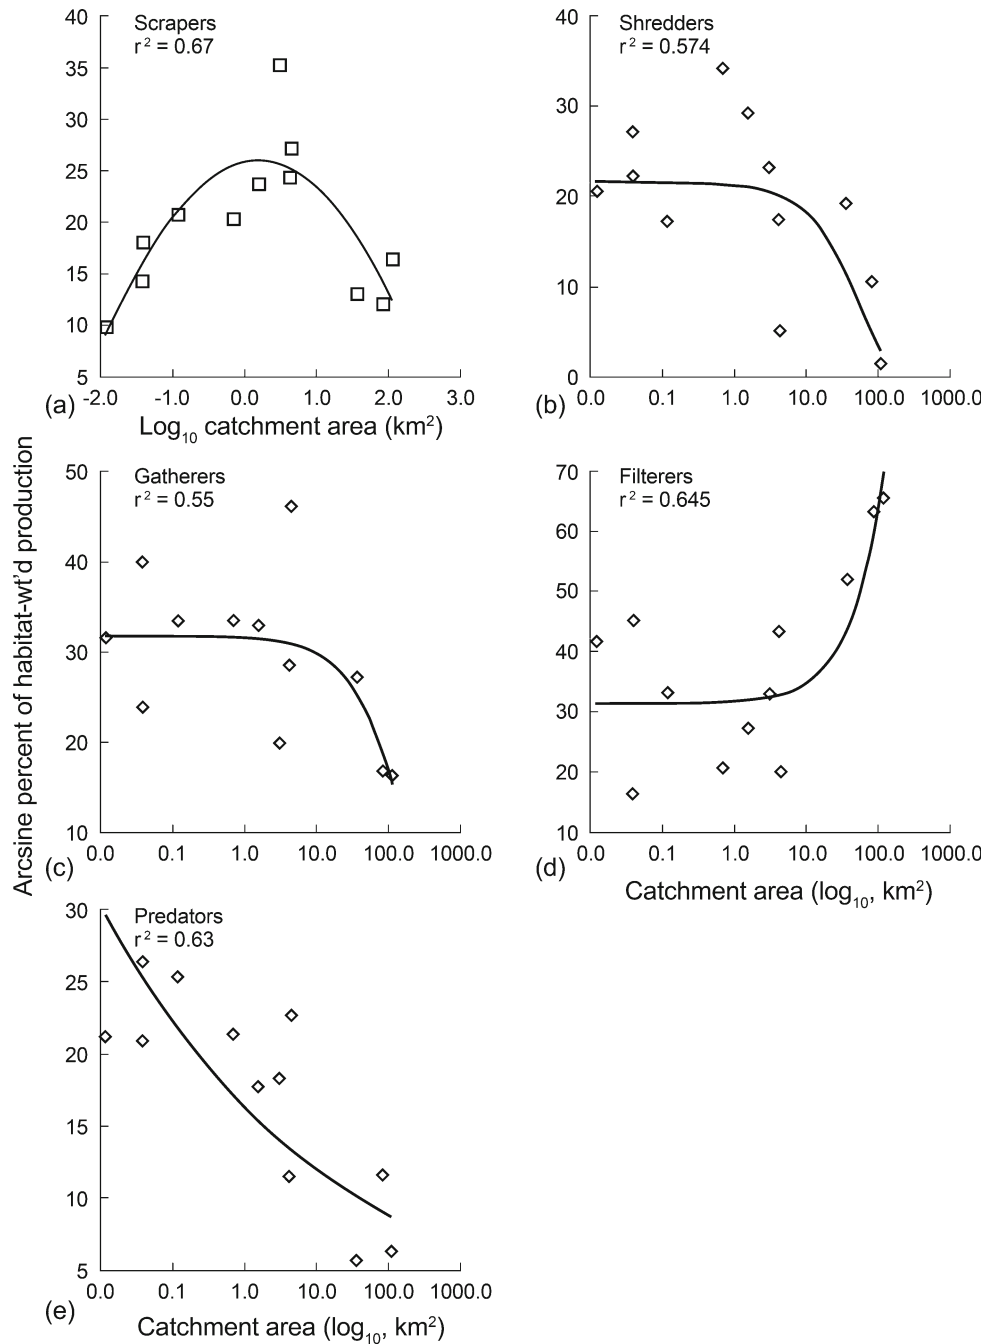 Arcsine percent of habitat-wt'd production
Scrapers
r² = 0.67
40
35
30
25
20
15
10
5
-2.0 -1.0 0.0 1.0 2.0 3.0
(a)
Log₁₀ catchment area (km²)
Shredders
r² = 0.574
40
30
20
10
0
0.0 0.1 1.0 10.0 100.0 1000.0
(b)
Gatherers
r² = 0.55
50
40
30
20
10
0.0 0.1 1.0 10.0 100.0 1000.0
(c)
Filterers
r² = 0.645
70
60
50
40
30
20
10
0.0 0.1 1.0 10.0 100.0 1000.0
(d)
Catchment area (log₁₀, km²)
Predators
r² = 0.63
30
25
20
15
10
5
0.0 0.1 1.0 10.0 100.0 1000.0
(e)
Catchment area (log₁₀, km²)